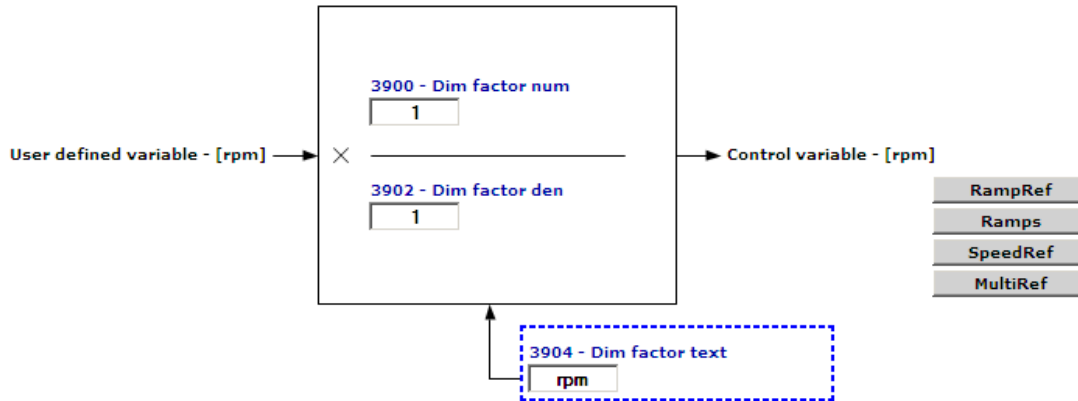 3900 - Dim factor num
1
User defined variable - [rpm]
×
Control variable - [rpm]
3902 - Dim factor den
1
RampRef
Ramps
SpeedRef
MultiRef
3904 - Dim factor text
rpm